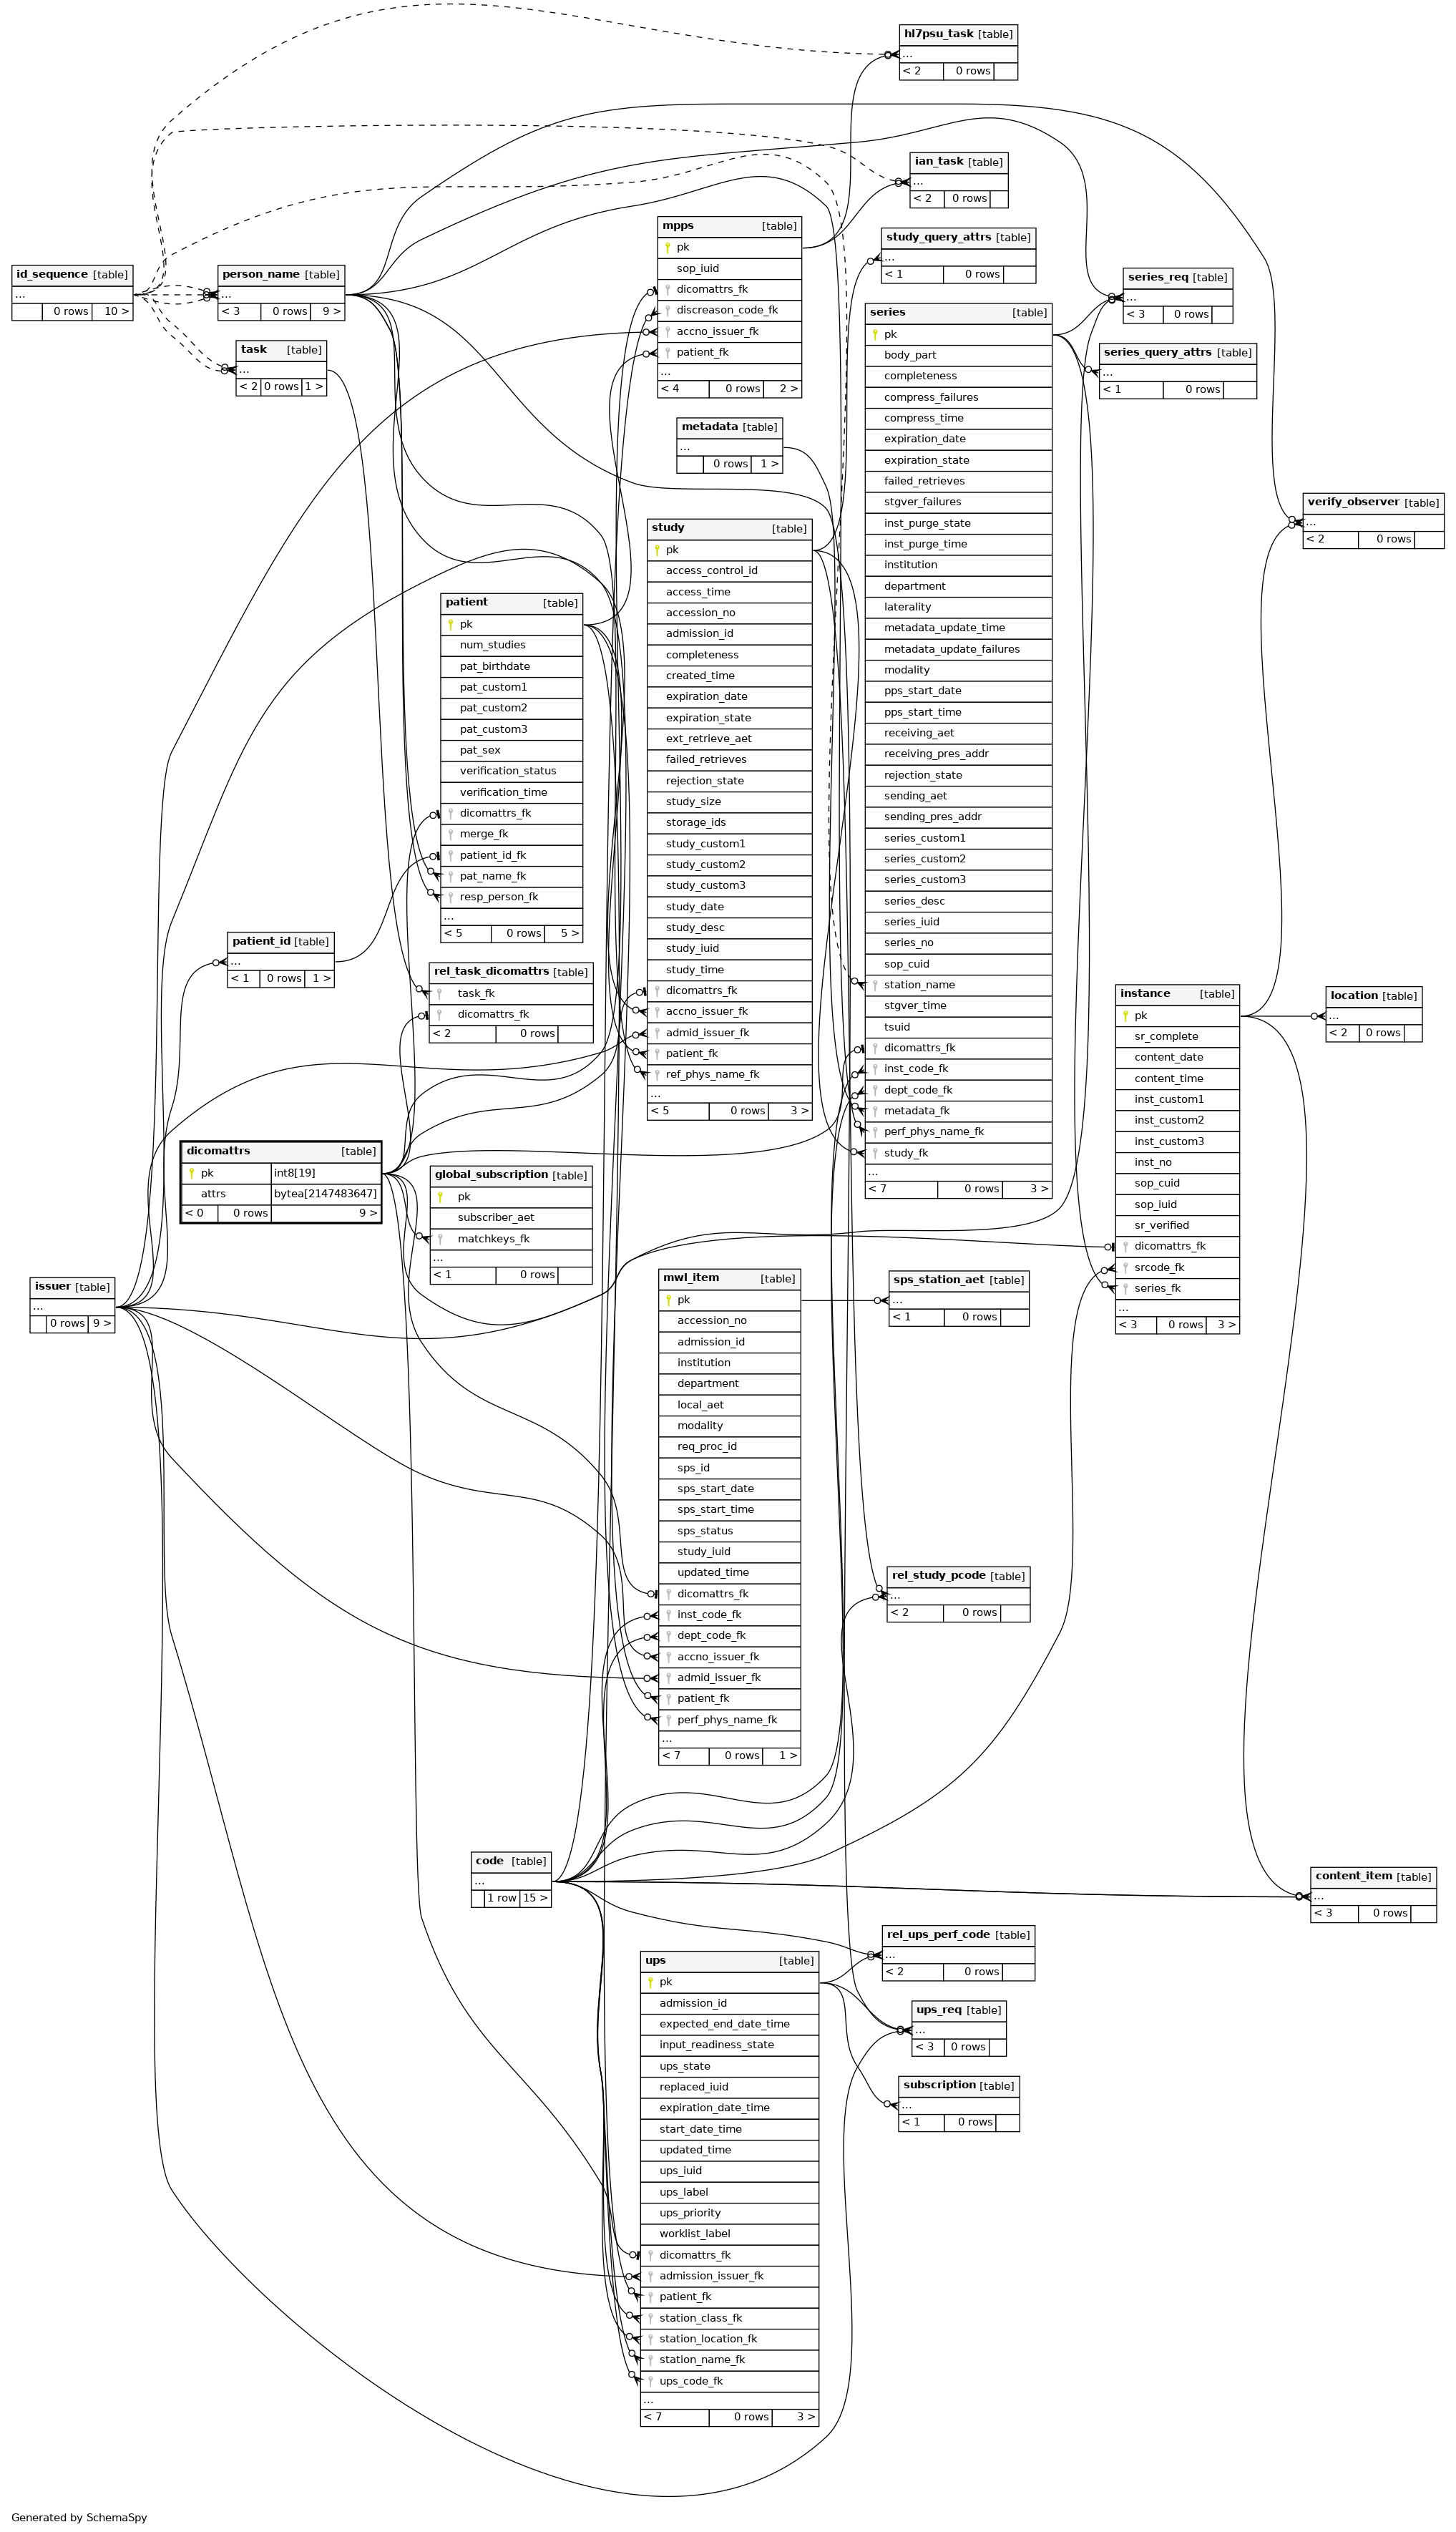 hl7psu_task [table]
...
< 2 0 rows
ian_task [table]
...
< 2 0 rows
mpps [table]
pk
sop_iuid
dicomattrs_fk
discreason_code_fk
accno_issuer_fk
patient_fk
...
< 4 0 rows 2 >
study_query_attrs [table]
...
< 1 0 rows
id_sequence [table]
...
0 rows 10 >
person_name [table]
...
< 3 0 rows 9 >
series_req [table]
...
< 3 0 rows
task [table]
...
< 2 0 rows 1 >
series_query_attrs [table]
...
< 1 0 rows
series [table]
pk
body_part
completeness
compress_failures
compress_time
expiration_date
expiration_state
failed_retrieves
stgver_failures
inst_purge_state
inst_purge_time
institution
department
laterality
metadata_update_time
metadata_update_failures
modality
pps_start_date
pps_start_time
receiving_aet
receiving_pres_addr
rejection_state
sending_aet
sending_pres_addr
series_custom1
series_custom2
series_custom3
series_desc
series_iuid
series_no
sop_cuid
station_name
stgver_time
tsuid
dicomattrs_fk
inst_code_fk
dept_code_fk
metadata_fk
perf_phys_name_fk
study_fk
...
< 7 0 rows 3 >
metadata [table]
...
0 rows 1 >
verify_observer [table]
...
< 2 0 rows
study [table]
pk
access_control_id
access_time
accession_no
admission_id
completeness
created_time
expiration_date
expiration_state
ext_retrieve_aet
failed_retrieves
rejection_state
study_size
storage_ids
study_custom1
study_custom2
study_custom3
study_date
study_desc
study_iuid
study_time
dicomattrs_fk
accno_issuer_fk
admid_issuer_fk
patient_fk
ref_phys_name_fk
...
< 5 0 rows 3 >
patient [table]
pk
num_studies
pat_birthdate
pat_custom1
pat_custom2
pat_custom3
pat_sex
verification_status
verification_time
dicomattrs_fk
merge_fk
patient_id_fk
pat_name_fk
resp_person_fk
...
< 5 0 rows 5 >
patient_id [table]
...
< 1 0 rows 1 >
rel_task_dicomattrs [table]
task_fk
dicomattrs_fk
< 2 0 rows
instance [table]
pk
sr_complete
content_date
content_time
inst_custom1
inst_custom2
inst_custom3
inst_no
sop_cuid
sop_iuid
sr_verified
dicomattrs_fk
srcode_fk
series_fk
...
< 3 0 rows 3 >
location [table]
...
< 2 0 rows
dicomattrs [table]
pk int8[19]
attrs bytea[2147483647]
< 0 0 rows 9 >
global_subscription [table]
pk
subscriber_aet
matchkeys_fk
...
< 1 0 rows
issuer [table]
...
0 rows 9 >
mwl_item [table]
pk
accession_no
admission_id
institution
department
local_aet
modality
req_proc_id
sps_id
sps_start_date
sps_start_time
sps_status
study_iuid
updated_time
dicomattrs_fk
inst_code_fk
dept_code_fk
accno_issuer_fk
admid_issuer_fk
patient_fk
perf_phys_name_fk
...
< 7 0 rows 1 >
sps_station_aet [table]
...
< 1 0 rows
rel_study_pcode [table]
...
< 2 0 rows
code [table]
...
1 row 15 >
content_item [table]
...
< 3 0 rows
rel_ups_perf_code [table]
...
< 2 0 rows
ups [table]
pk
admission_id
expected_end_date_time
input_readiness_state
ups_state
replaced_iuid
expiration_date_time
start_date_time
updated_time
ups_iuid
ups_label
ups_priority
worklist_label
dicomattrs_fk
admission_issuer_fk
patient_fk
station_class_fk
station_location_fk
station_name_fk
ups_code_fk
...
< 7 0 rows 3 >
ups_req [table]
...
< 3 0 rows
subscription [table]
...
< 1 0 rows
Generated by SchemaSpy